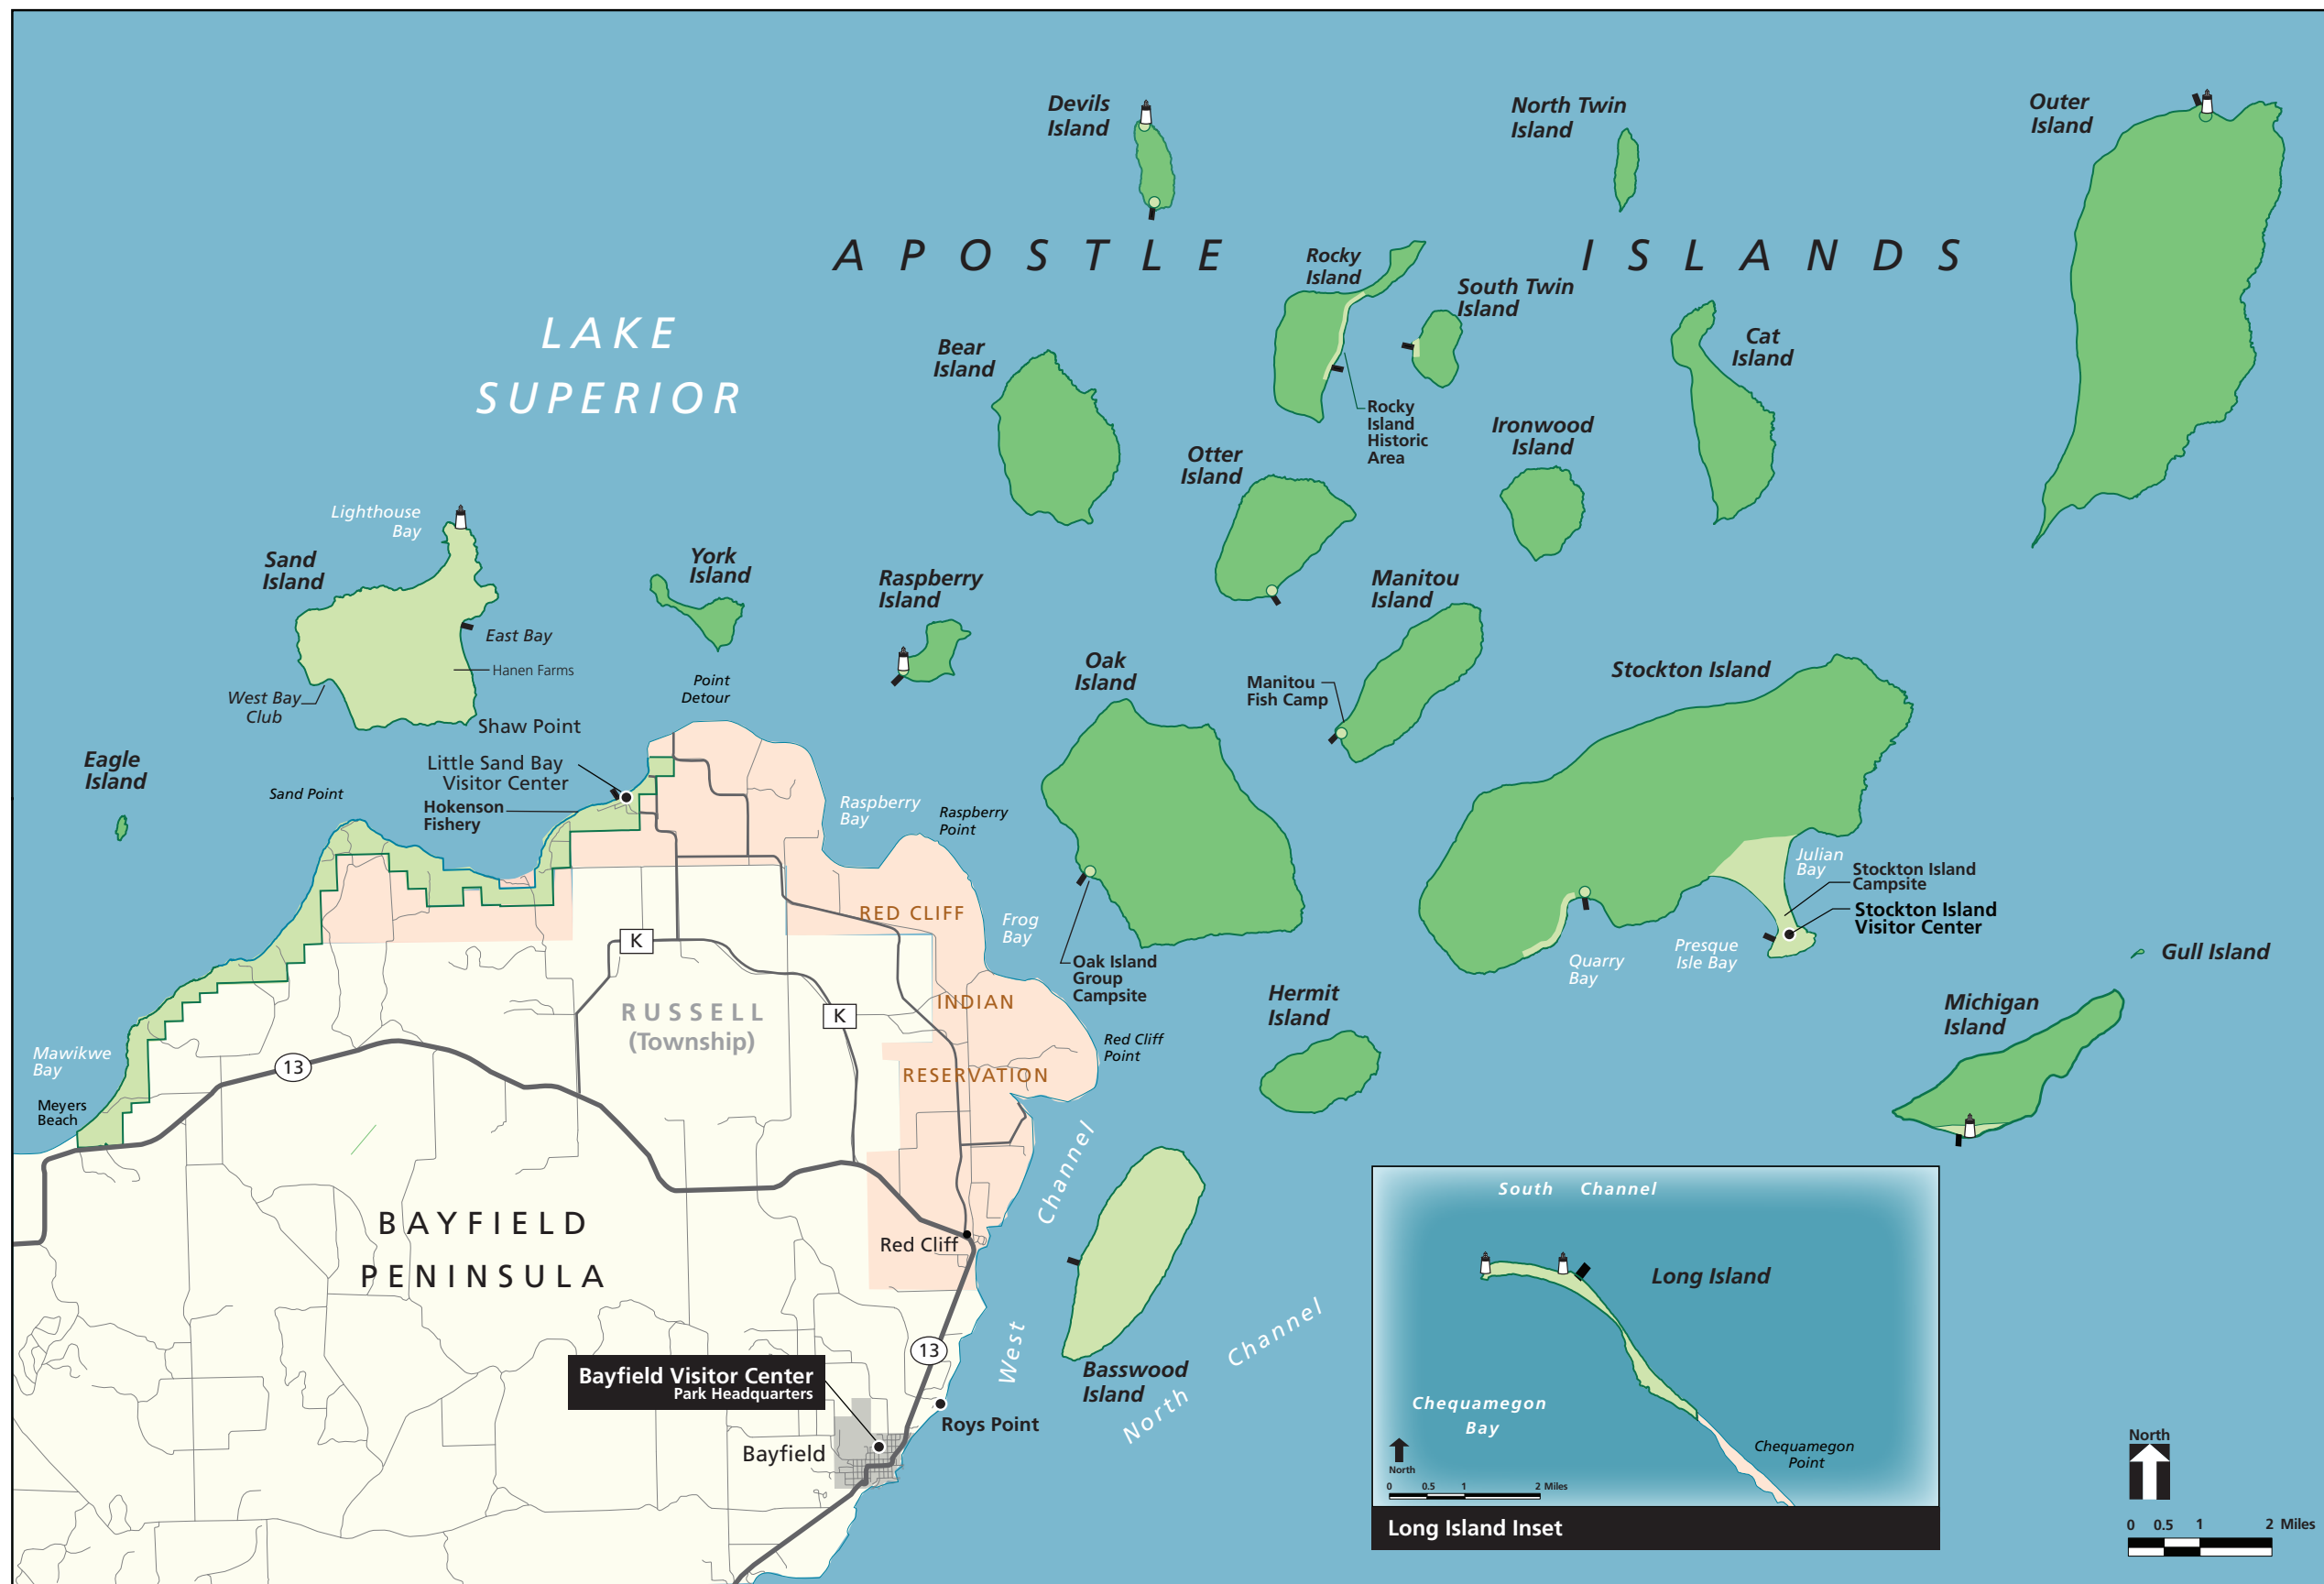 Devils
Island
North Twin
Island
Outer
Island
APOSTLE ISLANDS
Rocky
Island
South Twin
Island
LAKE
SUPERIOR
Bear
Island
Cat
Island
Rocky
Island
Historic
Area
Ironwood
Island
Otter
Island
Lighthouse
Bay
Sand
Island
York
Island
Raspberry
Island
Manitou
Island
East Bay
Hanen Farms
West Bay
Club
Point
Detour
Oak
Island
Manitou
Fish Camp
Stockton Island
Shaw Point
Eagle
Island
Little Sand Bay
Visitor Center
Sand Point
Hokenson
Fishery
Raspberry
Bay
Raspberry
Point
Julian
Bay
Stockton Island
Campsite
Stockton Island
Visitor Center
RED CLIFF
Frog
Bay
K
Presque
Isle Bay
Quarry
Bay
Gull Island
Oak Island
Group
Campsite
Hermit
Island
Michigan
Island
INDIAN
RUSSELL
(Township)
K
Mawikwe
Bay
13
Red Cliff
Point
RESERVATION
Meyers
Beach
West Channel
BAYFIELD
PENINSULA
Red Cliff
North Channel
13
Bayfield Visitor Center
Park Headquarters
Basswood
Island
Roys Point
Bayfield
South Channel
Long Island
Chequamegon
Bay
Chequamegon
Point
North
0 0.5 1 2 Miles
Long Island Inset
North
0 0.5 1 2 Miles